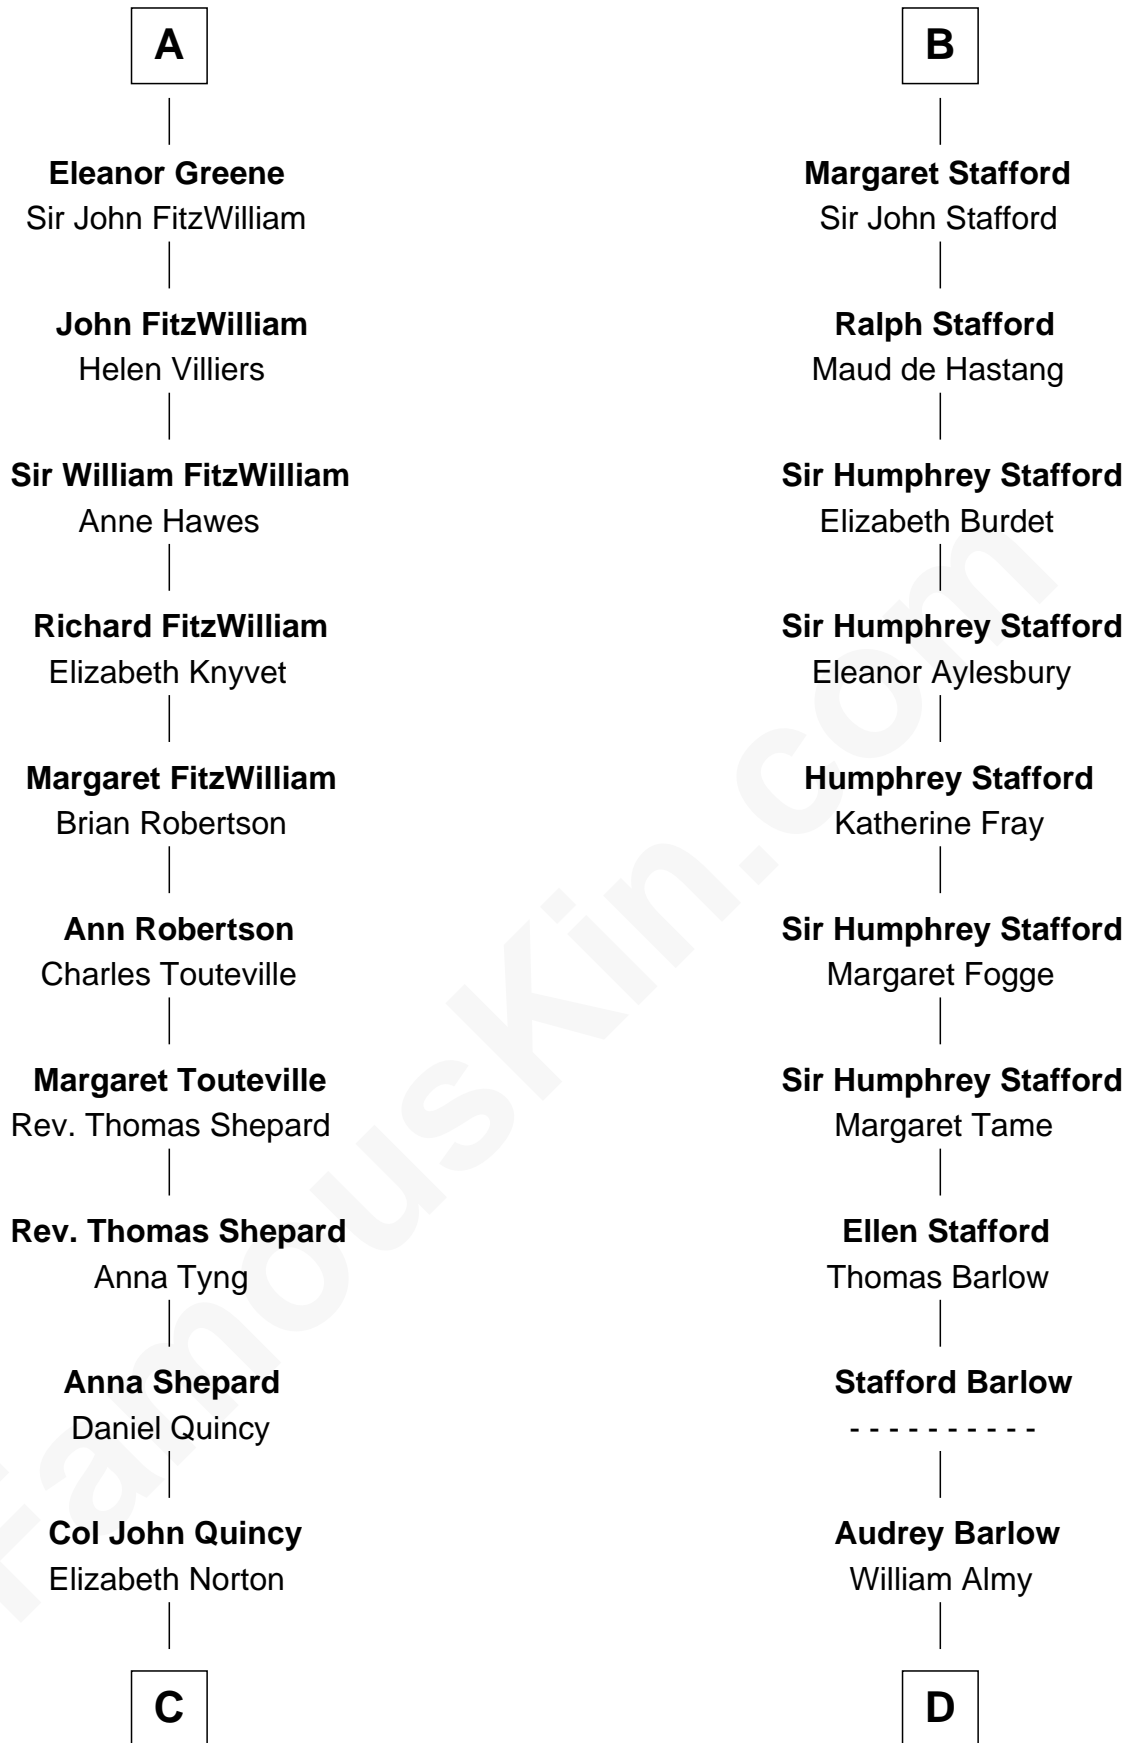 A
Eleanor Greene
Sir John FitzWilliam
John FitzWilliam
Helen Villiers
Sir William FitzWilliam
Anne Hawes
Richard FitzWilliam
Elizabeth Knyvet
Margaret FitzWilliam
Brian Robertson
Ann Robertson
Charles Touteville
Margaret Touteville
Rev. Thomas Shepard
Rev. Thomas Shepard
Anna Tyng
Anna Shepard
Daniel Quincy
Col John Quincy
Elizabeth Norton
C
B
Margaret Stafford
Sir John Stafford
Ralph Stafford
Maud de Hastang
Sir Humphrey Stafford
Elizabeth Burdet
Sir Humphrey Stafford
Eleanor Aylesbury
Humphrey Stafford
Katherine Fray
Sir Humphrey Stafford
Margaret Fogge
Sir Humphrey Stafford
Margaret Tame
Ellen Stafford
Thomas Barlow
Stafford Barlow
- - - - - - - - - -
Audrey Barlow
William Almy
D
FamousKin.com